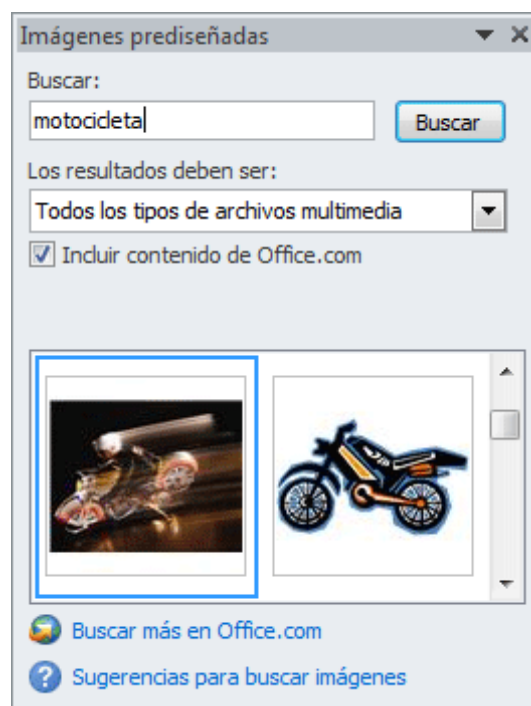 Imágenes prediseñadas
Buscar:
motocicleta
Buscar
Los resultados deben ser:
Todos los tipos de archivos multimedia
Incluir contenido de Office.com
Buscar más en Office.com
Sugerencias para buscar imágenes